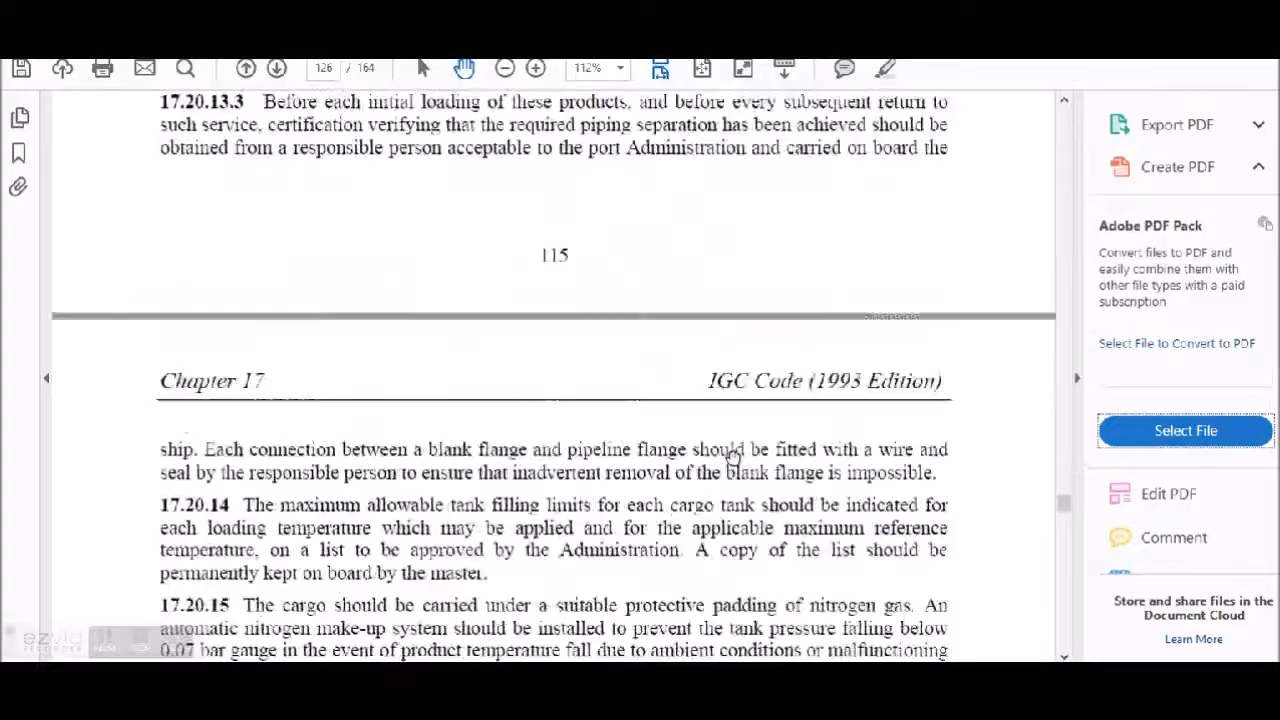 126 / 164
112%
17.20.13.3 Before each initial loading of these products, and before every subsequent return to
such service, certification verifying that the required piping separation has been achieved should be
obtained from a responsible person acceptable to the port Administration and carried on board the
115
Chapter 17 IGC Code (1993 Edition)
ship. Each connection between a blank flange and pipeline flange should be fitted with a wire and
seal by the responsible person to ensure that inadvertent removal of the blank flange is impossible.
17.20.14 The maximum allowable tank filling limits for each cargo tank should be indicated for
each loading temperature which may be applied and for the applicable maximum reference
temperature, on a list to be approved by the Administration. A copy of the list should be
permanently kept on board by the master.
17.20.15 The cargo should be carried under a suitable protective padding of nitrogen gas. An
automatic nitrogen make-up system should be installed to prevent the tank pressure falling below
0.07 bar gauge in the event of product temperature fall due to ambient conditions or malfunctioning
Export PDF
Create PDF
Adobe PDF Pack
Convert files to PDF and
easily combine them with
other file types with a paid
subscription
Select File to Convert to PDF
Select File
Edit PDF
Comment
Store and share files in the
Document Cloud
Learn More
ezvid
RECORDER